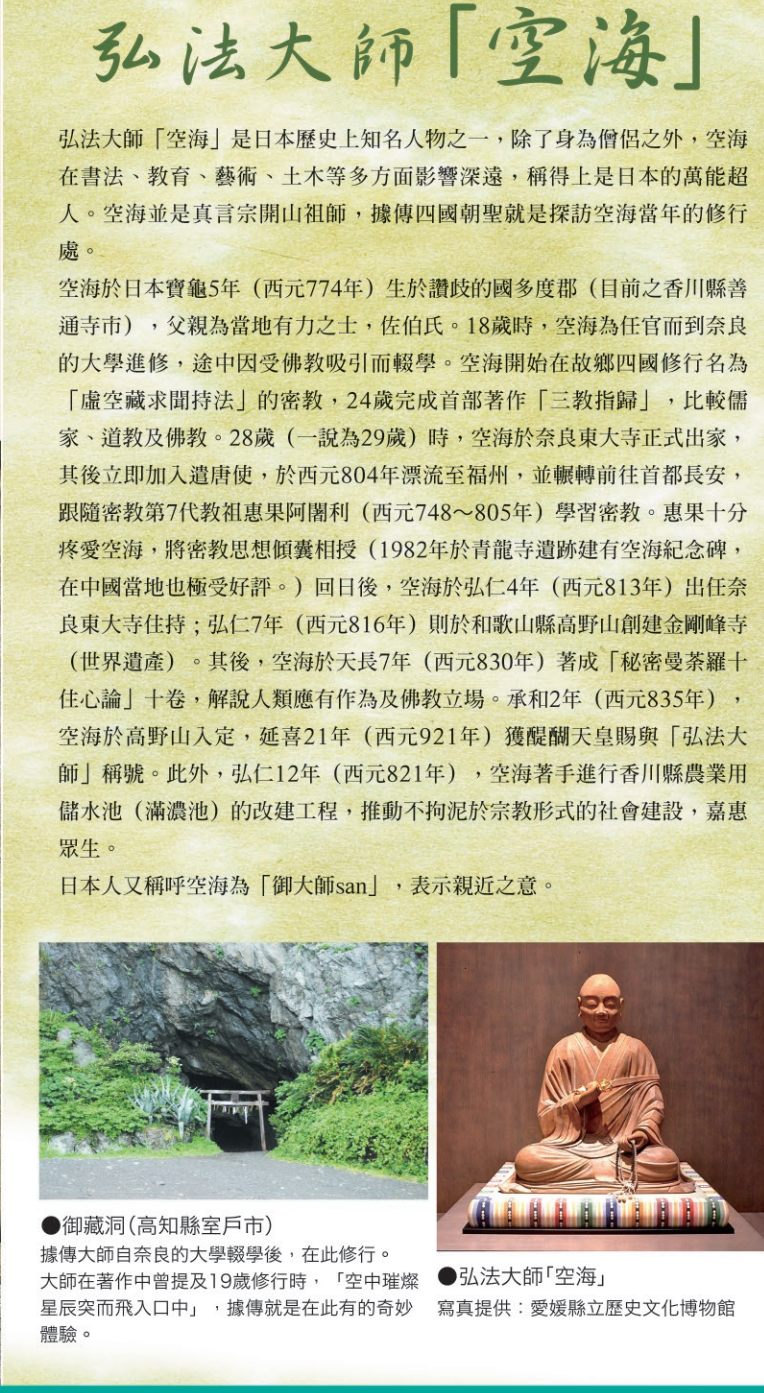 弘法大師「空海」
弘法大師「空海」是日本歷史上知名人物之一，除了身為僧侶之外，空海
在書法、教育、藝術、土木等多方面影響深遠，稱得上是日本的萬能超
人。空海並是真言宗開山祖師，據傳四國朝聖就是探訪空海當年的修行
處。
空海於日本寶龜5年（西元774年）生於讚歧的國多度郡（目前之香川縣善
通寺市），父親為當地有力之士，佐伯氏。18歲時，空海為任官而到奈良
的大學進修，途中因受佛教吸引而輟學。空海開始在故鄉四國修行名為
「虛空藏求聞持法」的密教，24歲完成首部著作「三教指歸」，比較儒
家、道教及佛教。28歲（一說為29歲）時，空海於奈良東大寺正式出家，
其後立即加入遣唐使，於西元804年漂流至福州，並輾轉前往首都長安，
跟隨密教第7代教祖惠果阿闍利（西元748～805年）學習密教。惠果十分
疼愛空海，將密教思想傾囊相授（1982年於青龍寺遺跡建有空海紀念碑，
在中國當地也極受好評。）回日後，空海於弘仁4年（西元813年）出任奈
良東大寺住持；弘仁7年（西元816年）則於和歌山縣高野山創建金剛峰寺
（世界遺產）。其後，空海於天長7年（西元830年）著成「秘密曼荼羅十
住心論」十卷，解說人類應有作為及佛教立場。承和2年（西元835年），
空海於高野山入定，延喜21年（西元921年）獲醍醐天皇賜與「弘法大
師」稱號。此外，弘仁12年（西元821年），空海著手進行香川縣農業用
儲水池（滿濃池）的改建工程，推動不拘泥於宗教形式的社會建設，嘉惠
眾生。
日本人又稱呼空海為「御大師san」，表示親近之意。
●御藏洞(高知縣室戶市)
據傳大師自奈良的大學輟學後，在此修行。
大師在著作中曾提及19歲修行時，「空中璀燦
星辰突而飛入口中」，據傳就是在此有的奇妙
體驗。
●弘法大師「空海」
寫真提供：愛媛縣立歷史文化博物館